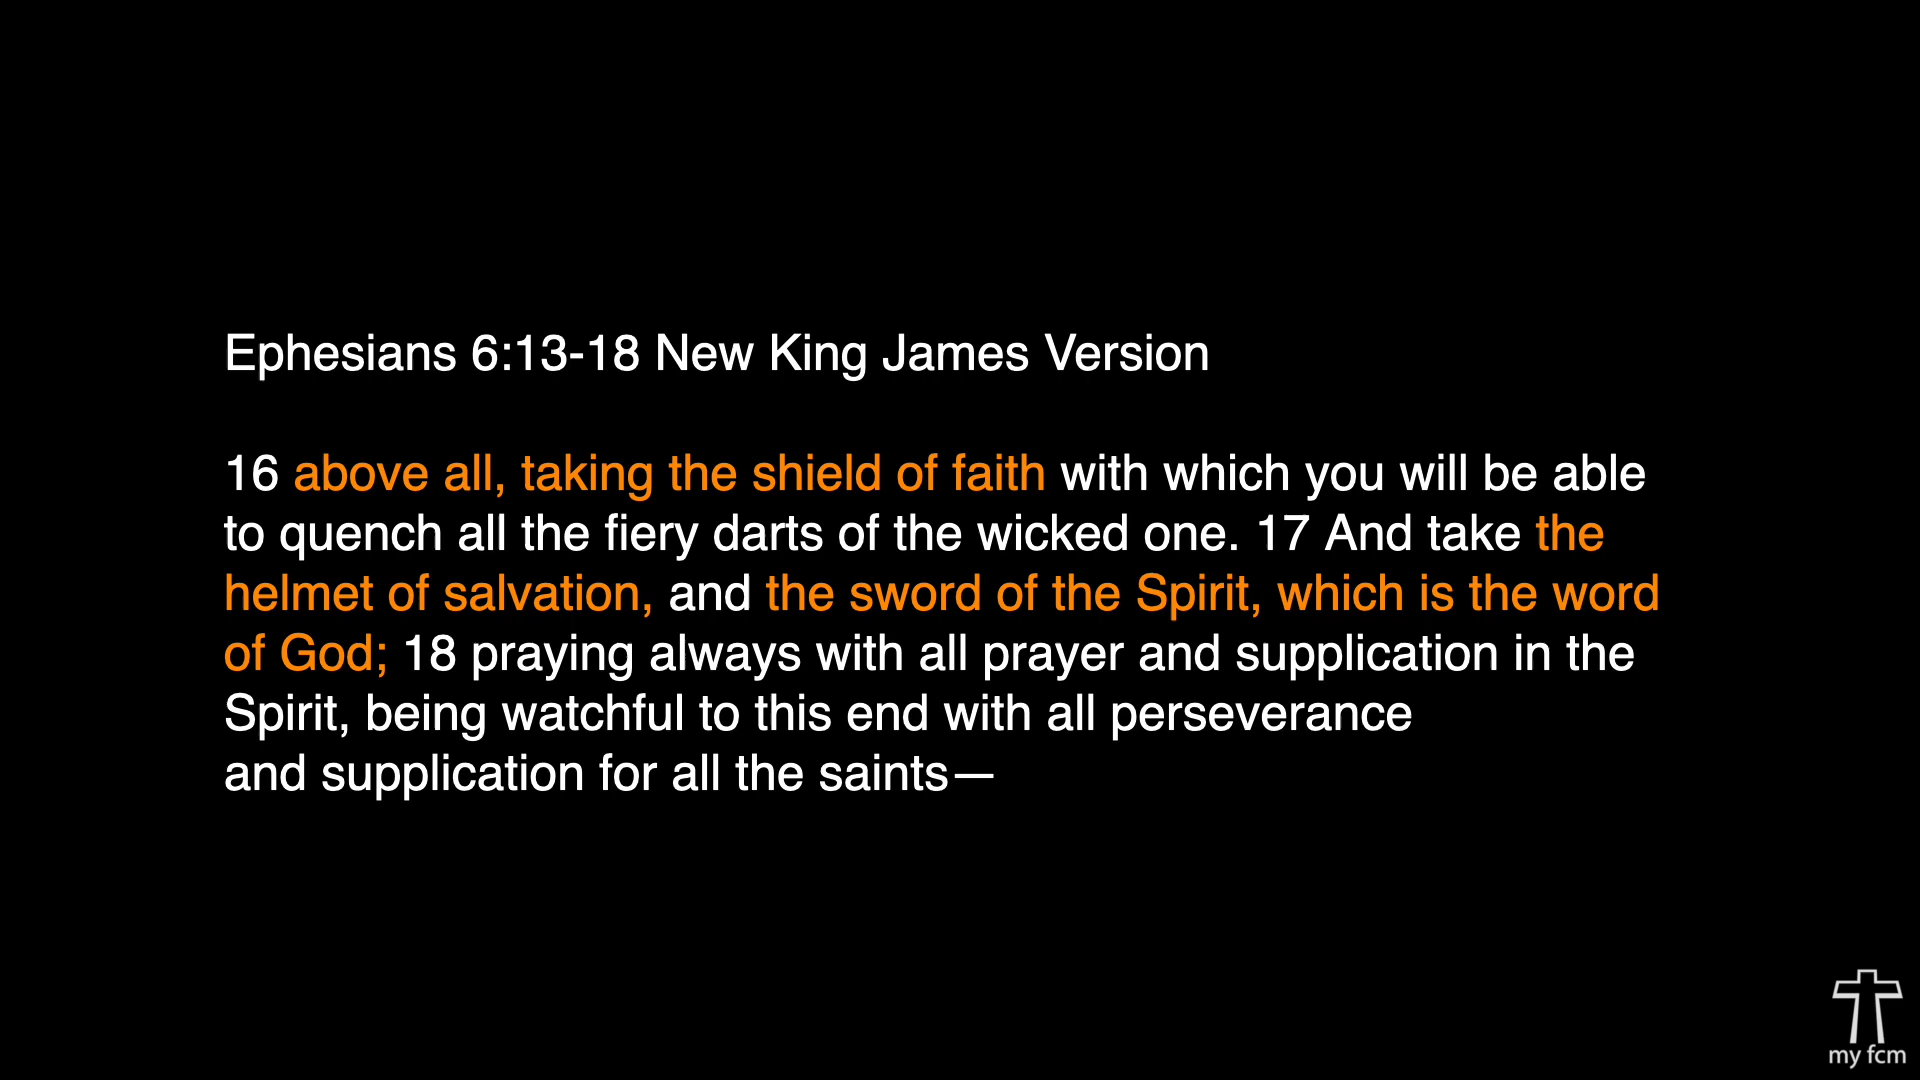 Ephesians 6:13-18 New King James Version
16 above all, taking the shield of faith with which you will be able
to quench all the fiery darts of the wicked one. 17 And take the
helmet of salvation, and the sword of the Spirit, which is the word
of God; 18 praying always with all prayer and supplication in the
Spirit, being watchful to this end with all perseverance
and supplication for all the saints—
my fcm